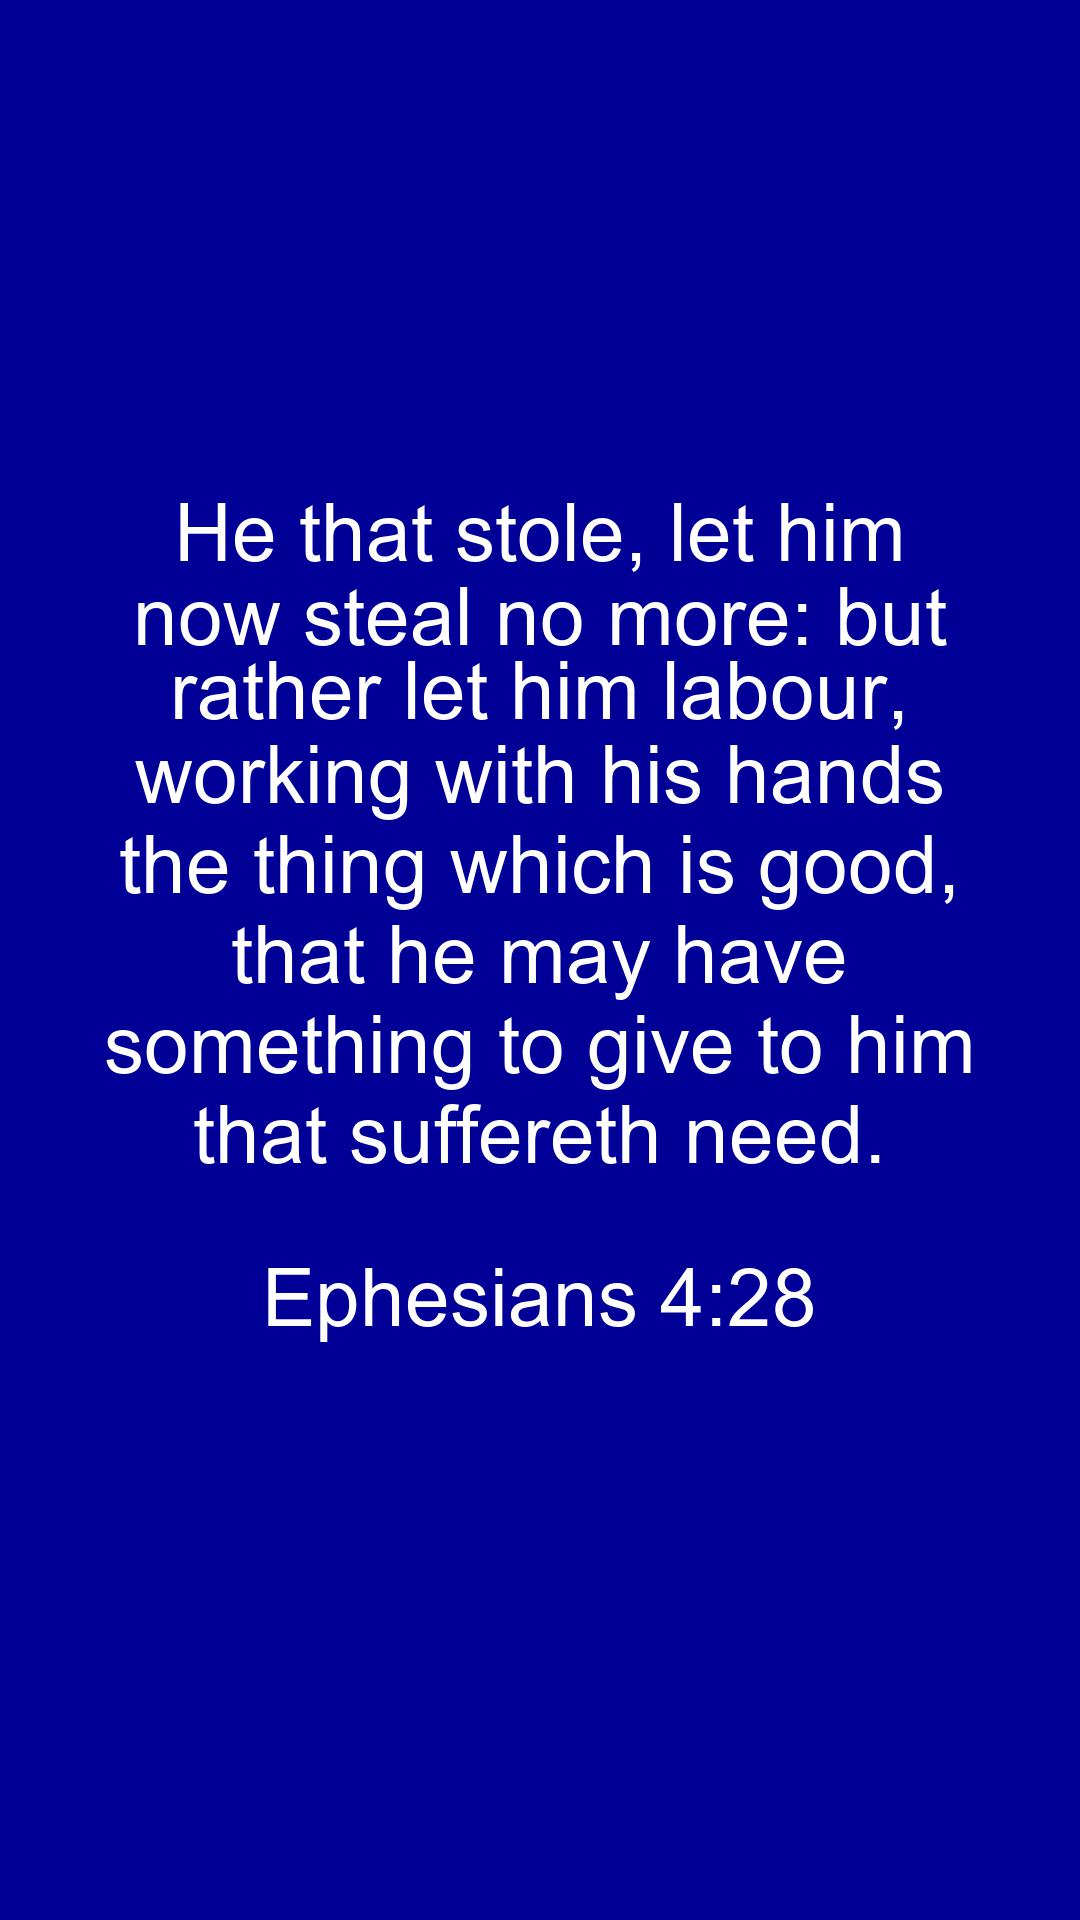 He that stole, let him
now steal no more: but
rather let him labour,
working with his hands
the thing which is good,
that he may have
something to give to him
that suffereth need.
Ephesians 4:28